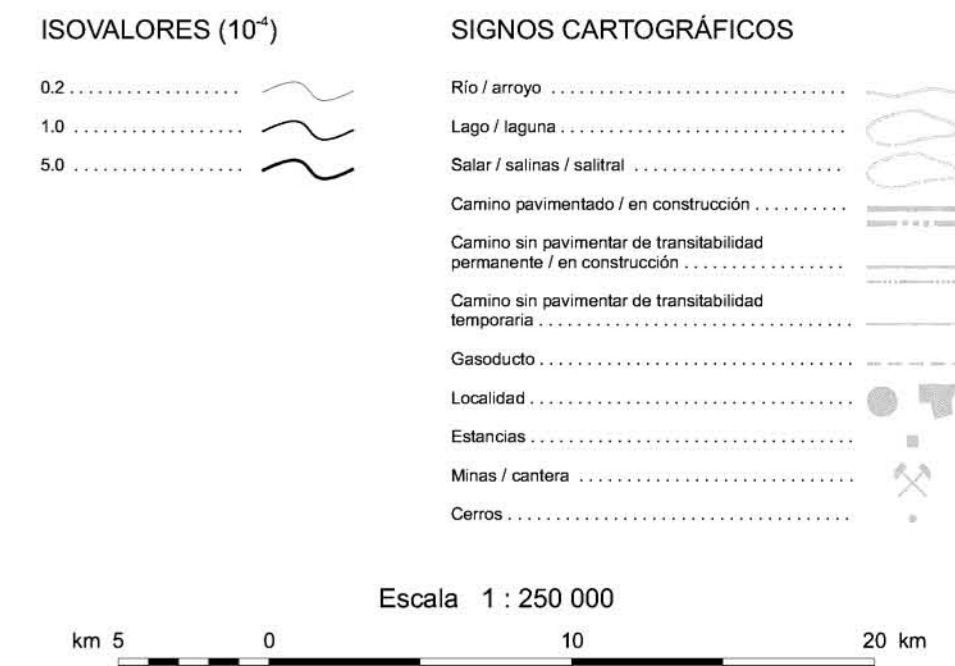 ISOVALORES (10⁻⁴)
0.2 . . . . . . . . . . . . . . . . .
1.0 . . . . . . . . . . . . . . . . .
5.0 . . . . . . . . . . . . . . . . .
SIGNOS CARTOGRÁFICOS
Río / arroyo . . . . . . . . . . . . . . . . . . . . . . . . . . . . . .
Lago / laguna . . . . . . . . . . . . . . . . . . . . . . . . . . . . .
Salar / salinas / salitral . . . . . . . . . . . . . . . . . . . . .
Camino pavimentado / en construcción . . . . . . . . . .
Camino sin pavimentar de transitabilidad
permanente / en construcción . . . . . . . . . . . . . . . . .
Camino sin pavimentar de transitabilidad
temporaria . . . . . . . . . . . . . . . . . . . . . . . . . . . . . . . .
Gasoducto . . . . . . . . . . . . . . . . . . . . . . . . . . . . . . . .
Localidad . . . . . . . . . . . . . . . . . . . . . . . . . . . . . . . . .
Estancias . . . . . . . . . . . . . . . . . . . . . . . . . . . . . . . . .
Minas / cantera . . . . . . . . . . . . . . . . . . . . . . . . . . . .
Cerros . . . . . . . . . . . . . . . . . . . . . . . . . . . . . . . . . . .
Escala 1 : 250 000
km 5 0 10 20 km